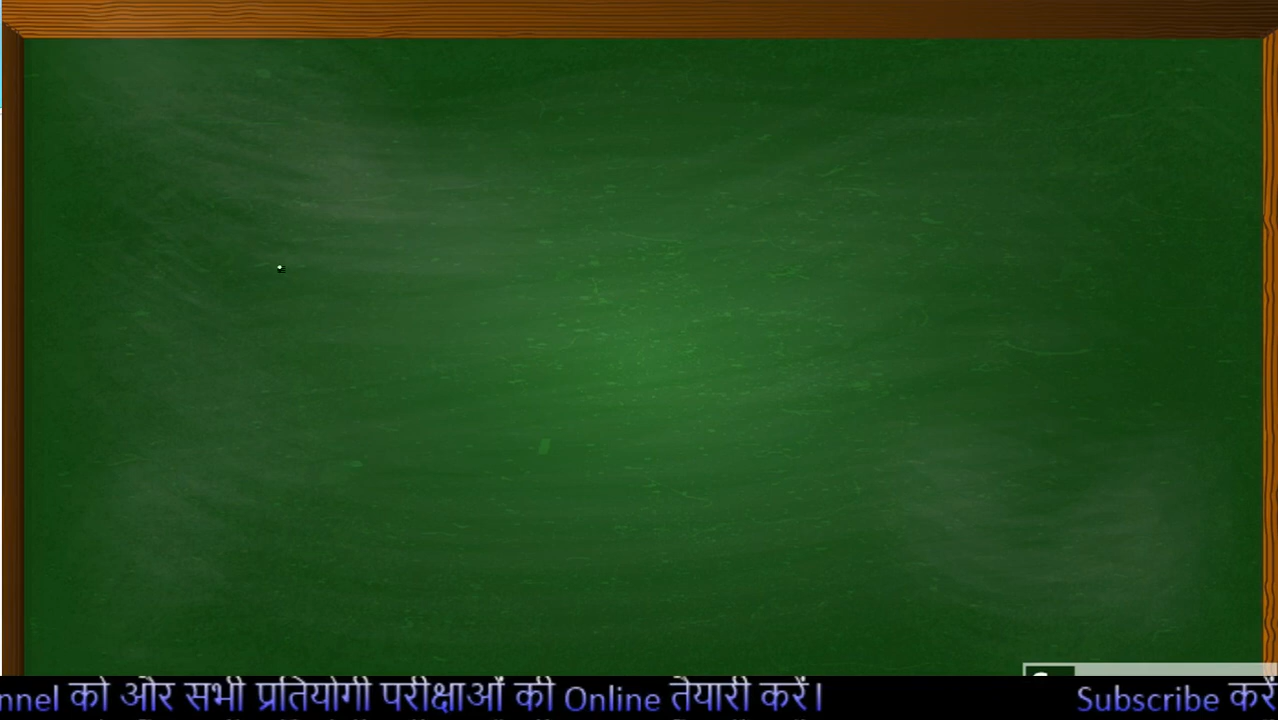 nnel को और सभी प्रतियोगी परीक्षाओं की Online तैयारी करें। Subscribe करें